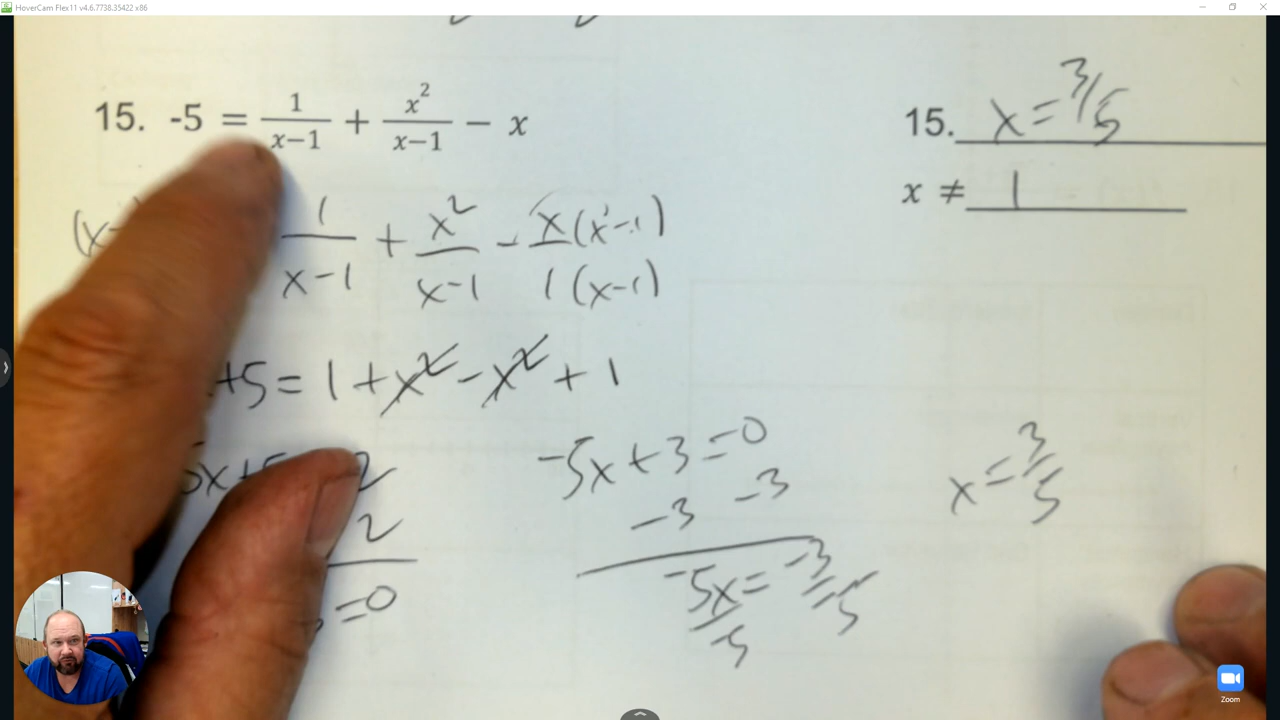 HoverCam Flex11 v4.6.7738.35422 x86
15. -5 = 1/(x−1) + x²/(x−1) − x
15. x = 3/5
x ≠ 1
(x- 1/(x-1) + x²/(x-1) - x(x-1)/1(x-1)
+5 = 1 + x² - x² + 1
5x+5 2
2
=0
-5x + 3 = 0
-3 -3
-5x/-5 = -3/-5
x = 3/5
Zoom